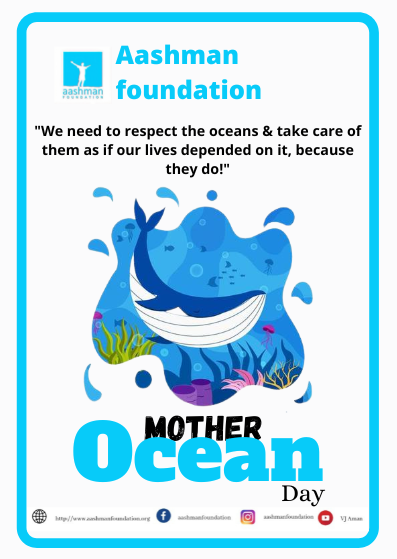 aashman
FOUNDATION
Aashman
foundation
"We need to respect the oceans & take care of
them as if our lives depended on it, because
they do!"
MOTHER
Ocean
Day
http://www.aashmanfoundation.org aashmanfoundation aashmanfoundation VJ Aman